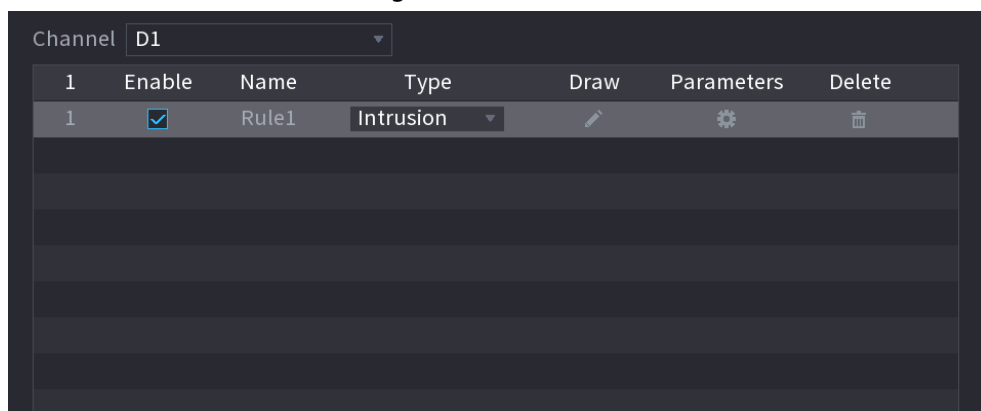 Channel D1
1 Enable Name Type Draw Parameters Delete
1 Rule1 Intrusion